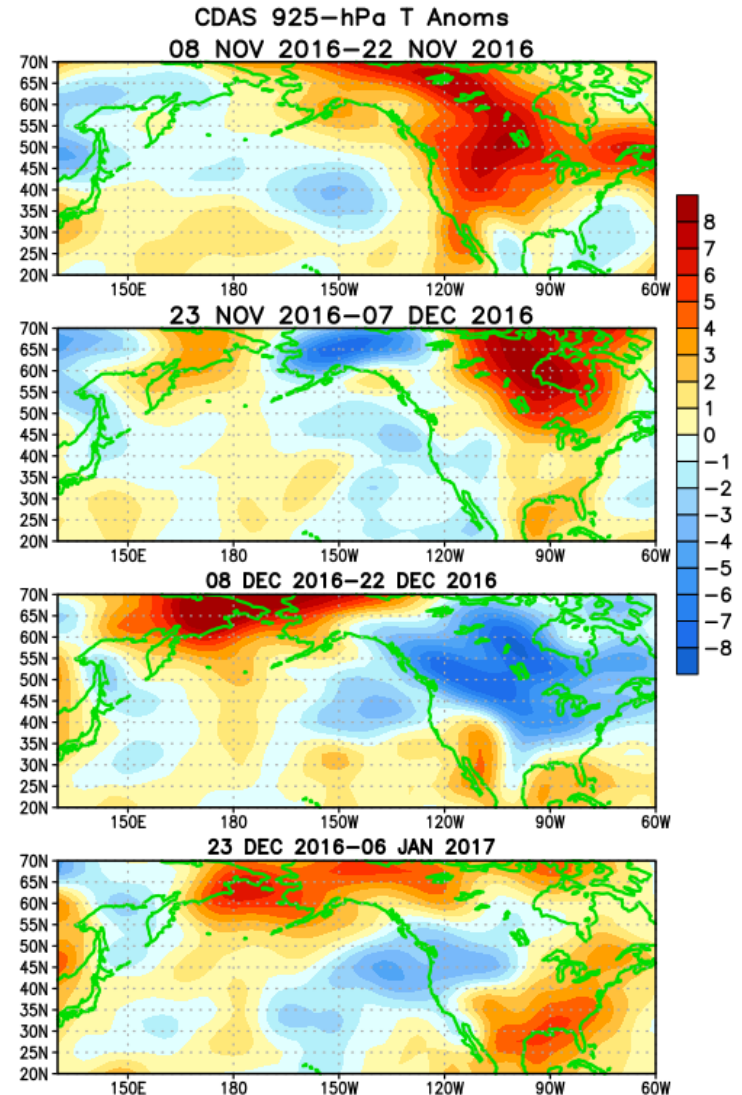 CDAS 925-hPa T Anoms
08 NOV 2016-22 NOV 2016
70N
65N
60N
55N
50N
45N
40N
35N
30N
25N
20N
150E 180 150W 120W 90W 60W
23 NOV 2016-07 DEC 2016
70N
65N
60N
55N
50N
45N
40N
35N
30N
25N
20N
150E 180 150W 120W 90W 60W
08 DEC 2016-22 DEC 2016
70N
65N
60N
55N
50N
45N
40N
35N
30N
25N
20N
150E 180 150W 120W 90W 60W
23 DEC 2016-06 JAN 2017
70N
65N
60N
55N
50N
45N
40N
35N
30N
25N
20N
150E 180 150W 120W 90W 60W
8
7
6
5
4
3
2
1
0
-1
-2
-3
-4
-5
-6
-7
-8